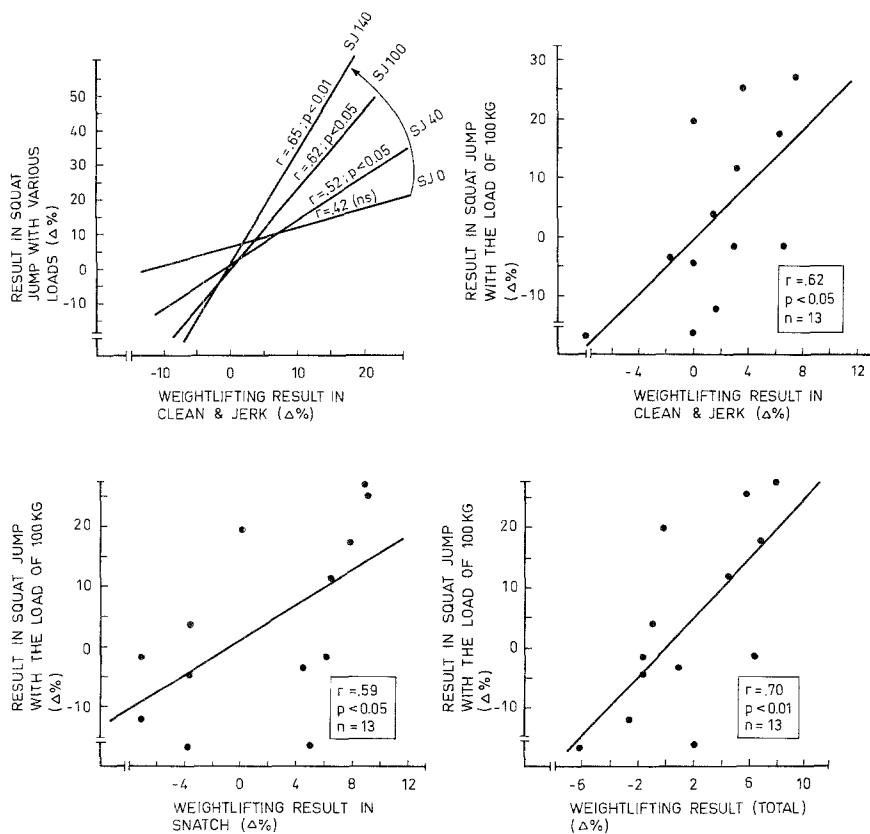 RESULT IN SQUAT
JUMP WITH VARIOUS
LOADS (Δ%)
50
40
30
20
10
0
-10
SJ 140
SJ 100
SJ 40
SJ 0
r=.65; p<0.01
r=.62; p<0.05
r=.52; p<0.05
r=.42 (ns)
-10
0
10
20
WEIGHTLIFTING RESULT IN
CLEAN & JERK (Δ%)
RESULT IN SQUAT JUMP
WITH THE LOAD OF 100 KG
(Δ%)
30
20
10
0
-10
r = .62
p < 0.05
n = 13
-4
0
4
8
12
WEIGHTLIFTING RESULT IN
CLEAN & JERK (Δ%)
RESULT IN SQUAT JUMP
WITH THE LOAD OF 100 KG
(Δ%)
20
10
0
-10
r = .59
p < 0.05
n = 13
-4
0
4
8
12
WEIGHTLIFTING RESULT IN
SNATCH (Δ%)
RESULT IN SQUAT JUMP
WITH THE LOAD OF 100 KG
(Δ%)
20
10
0
-10
r = .70
p < 0.01
n = 13
-6
-2
2
6
10
WEIGHTLIFTING RESULT (TOTAL)
(Δ%)